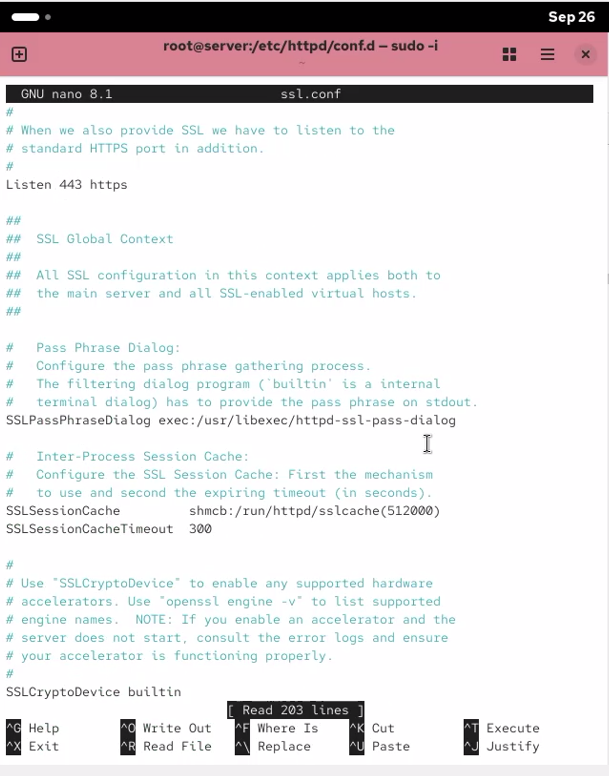 Sep 26
root@server:/etc/httpd/conf.d — sudo -i
~
GNU nano 8.1 ssl.conf
#
# When we also provide SSL we have to listen to the
# standard HTTPS port in addition.
#
Listen 443 https
##
##  SSL Global Context
##
##  All SSL configuration in this context applies both to
##  the main server and all SSL-enabled virtual hosts.
##
#   Pass Phrase Dialog:
#   Configure the pass phrase gathering process.
#   The filtering dialog program (`builtin' is a internal
#   terminal dialog) has to provide the pass phrase on stdout.
SSLPassPhraseDialog exec:/usr/libexec/httpd-ssl-pass-dialog
#   Inter-Process Session Cache:
#   Configure the SSL Session Cache: First the mechanism
#   to use and second the expiring timeout (in seconds).
SSLSessionCache         shmcb:/run/httpd/sslcache(512000)
SSLSessionCacheTimeout  300
#
# Use "SSLCryptoDevice" to enable any supported hardware
# accelerators. Use "openssl engine -v" to list supported
# engine names.  NOTE: If you enable an accelerator and the
# server does not start, consult the error logs and ensure
# your accelerator is functioning properly.
#
SSLCryptoDevice builtin
[ Read 203 lines ]
^G Help ^O Write Out ^F Where Is ^K Cut ^T Execute
^X Exit ^R Read File ^\ Replace ^U Paste ^J Justify